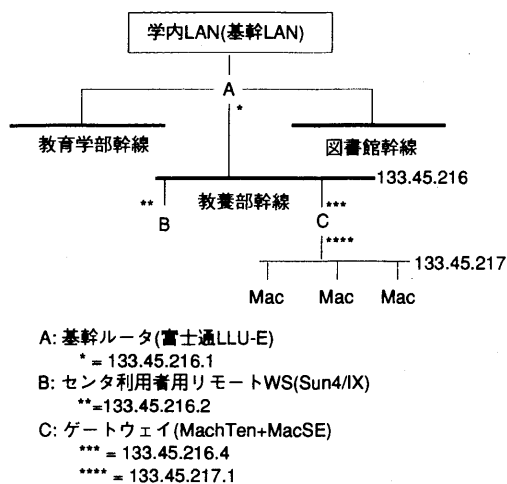 学内LAN(基幹LAN)
A
*
教育学部幹線
図書館幹線
133.45.216
** 教養部幹線 ***
B C
****
133.45.217
Mac Mac Mac
A: 基幹ルータ(富士通LLU-E)
* = 133.45.216.1
B: センタ利用者用リモートWS(Sun4/IX)
**=133.45.216.2
C: ゲートウェイ(MachTen+MacSE)
*** = 133.45.216.4
**** = 133.45.217.1